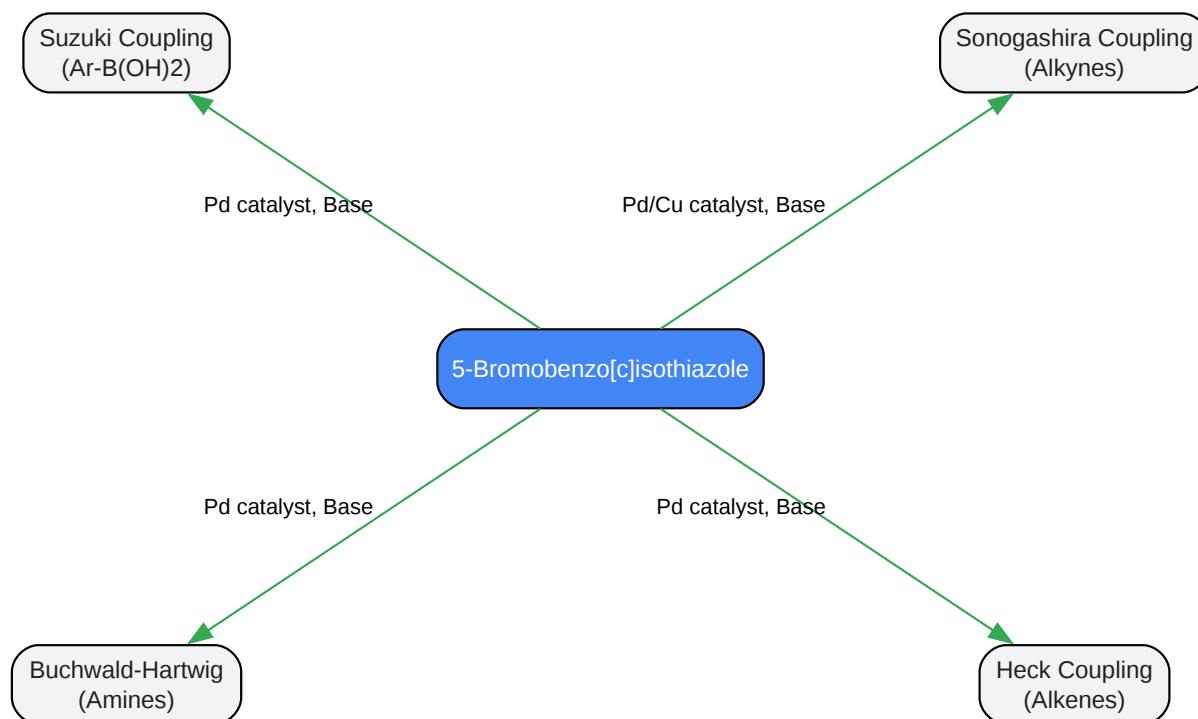 Suzuki Coupling
(Ar-B(OH)2)
Sonogashira Coupling
(Alkynes)
Pd catalyst, Base
Pd/Cu catalyst, Base
5-Bromobenzo[c]isothiazole
Pd catalyst, Base
Pd catalyst, Base
Buchwald-Hartwig
(Amines)
Heck Coupling
(Alkenes)